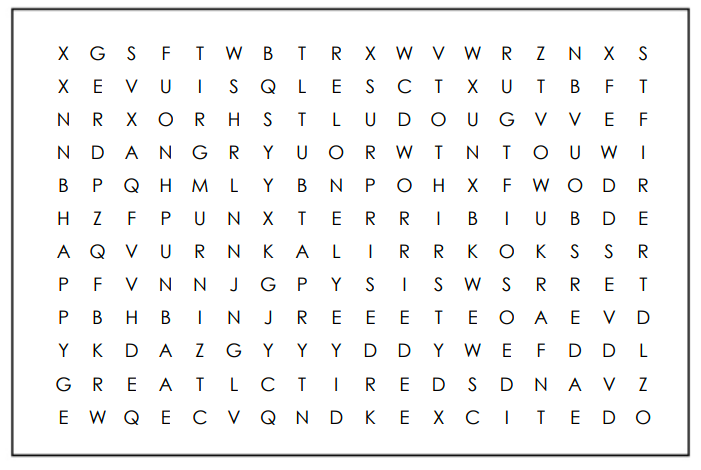 X G S F T W B T R X W V W R Z N X S
X E V U I S Q L E S C T X U T B F T
N R X O R H S T L U D O U G V V E F
N D A N G R Y U O R W T N T O U W I
B P Q H M L Y B N P O H X F W O D R
H Z F P U N X T E R R I B I U B D E
A Q V U R N K A L I R R K O K S S R
P F V N N J G P Y S I S W S R R E T
P B H B I N J R E E E T E O A E V D
Y K D A Z G Y Y Y D D Y W E F D D L
G R E A T L C T I R E D S D N A V Z
E W Q E C V Q N D K E X C I T E D O